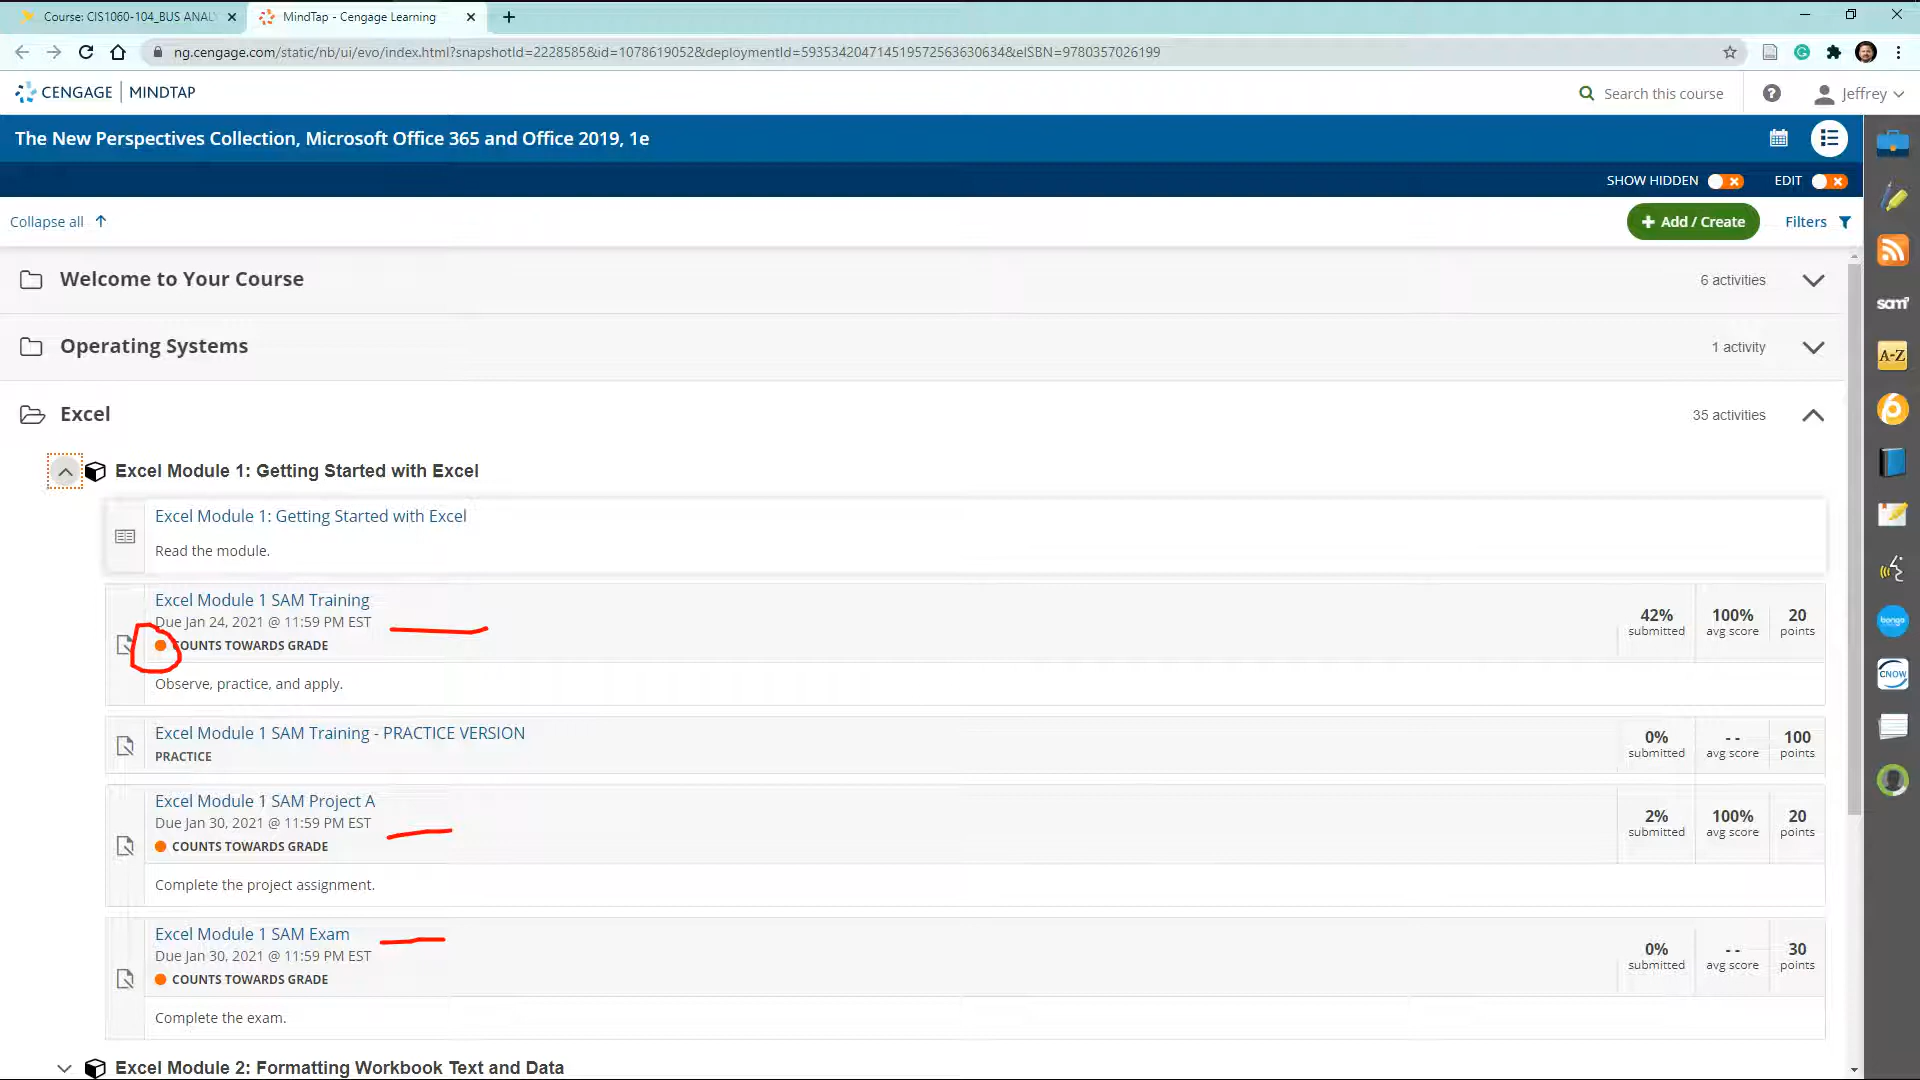 Course: CIS1060-104_BUS ANAL
MindTap - Cengage Learning
ng.cengage.com/static/nb/ui/evo/index.html?snapshotId=2228585&id=1078619052&deploymentId=593534204714519572563630634&eISBN=9780357026199
CENGAGE | MINDTAP
Search this course
Jeffrey
The New Perspectives Collection, Microsoft Office 365 and Office 2019, 1e
SHOW HIDDEN
EDIT
Collapse all
+ Add / Create
Filters
Welcome to Your Course
6 activities
Operating Systems
1 activity
Excel
35 activities
Excel Module 1: Getting Started with Excel
Excel Module 1: Getting Started with Excel
Read the module.
Excel Module 1 SAM Training
Due Jan 24, 2021 @ 11:59 PM EST
COUNTS TOWARDS GRADE
42% 100% 20
submitted avg score points
Observe, practice, and apply.
Excel Module 1 SAM Training - PRACTICE VERSION
PRACTICE
0% -- 100
submitted avg score points
Excel Module 1 SAM Project A
Due Jan 30, 2021 @ 11:59 PM EST
COUNTS TOWARDS GRADE
2% 100% 20
submitted avg score points
Complete the project assignment.
Excel Module 1 SAM Exam
Due Jan 30, 2021 @ 11:59 PM EST
COUNTS TOWARDS GRADE
0% -- 30
submitted avg score points
Complete the exam.
Excel Module 2: Formatting Workbook Text and Data
sam
A-Z
bongo
CNOW